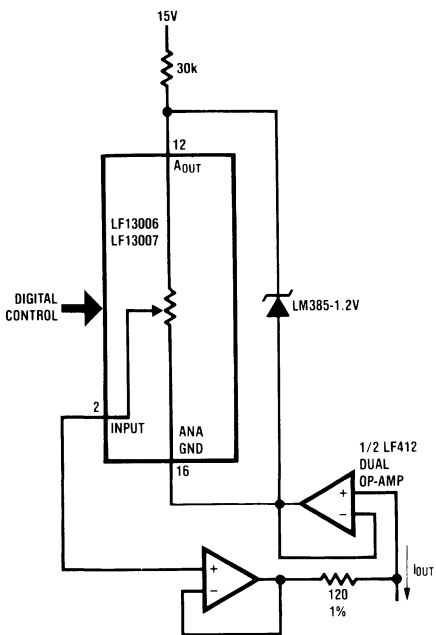 15V
30k
12
AOUT
LF13006
LF13007
DIGITAL
CONTROL
LM385-1.2V
2
INPUT
ANA
GND
16
1/2 LF412
DUAL
OP-AMP
+
−
+
−
IOUT
120
1%